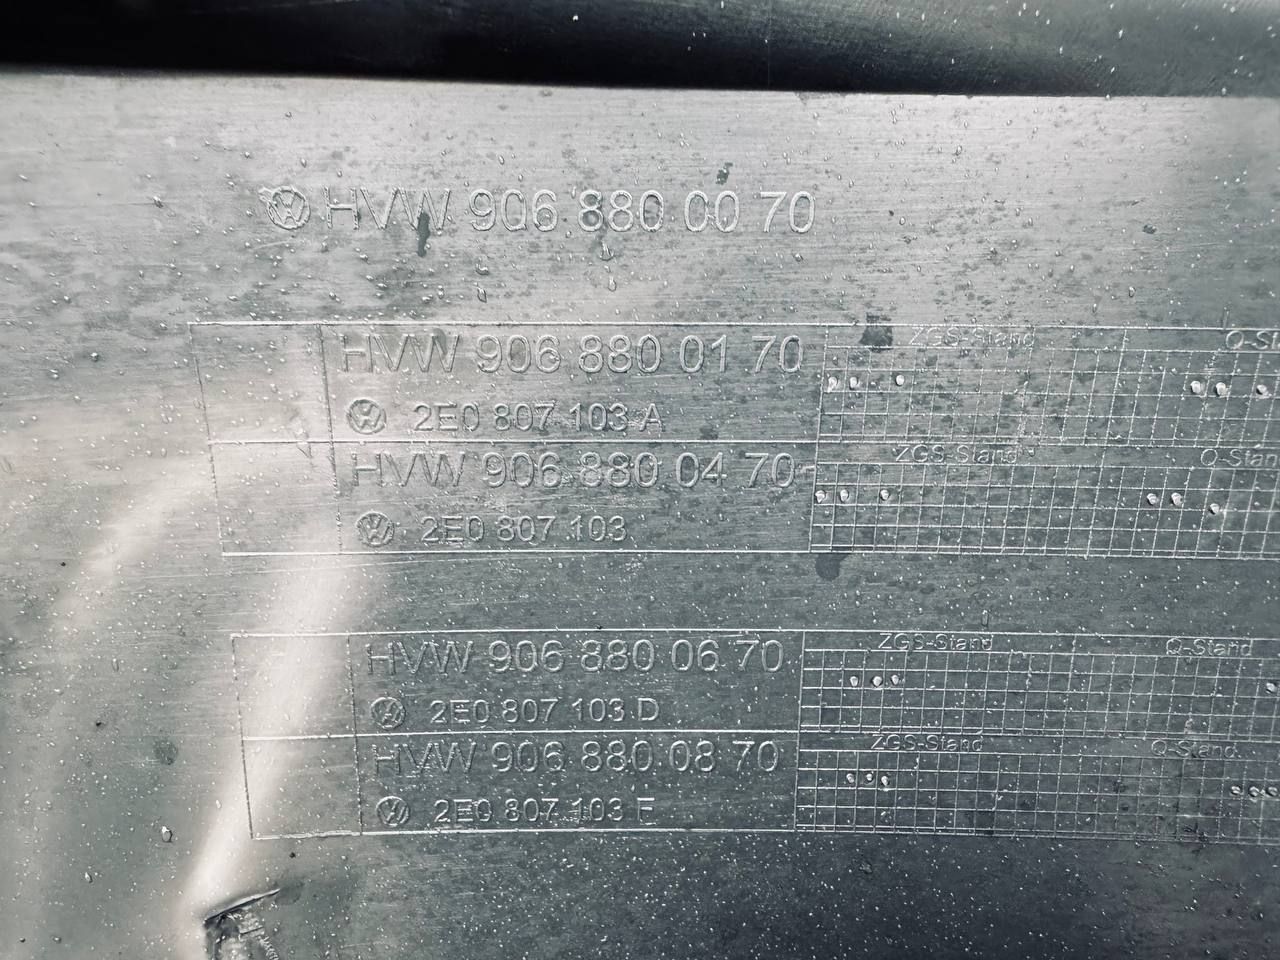 HVW 906 880 00 70
HVW 906 880 01 70
ZGS-Stand
2E0 807 103 A
HVW 906 880 04 70
ZGS-Stand
Q-Stand
2E0 807 103
HVW 906 880 06 70
ZGS-Stand
Q-Stand
2E0 807 103 D
HVW 906 880 08 70
ZGS-Stand
Q-Stand
2E0 807 103 F